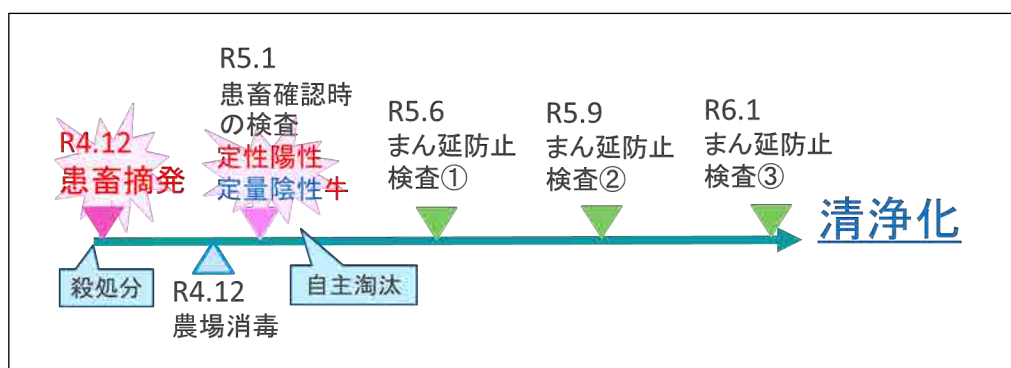 R4.12
患畜摘発
殺処分
R4.12
農場消毒
R5.1
患畜確認時
の検査
定性陽性
定量陰性牛
自主淘汰
R5.6
まん延防止
検査①
R5.9
まん延防止
検査②
R6.1
まん延防止
検査③
清浄化